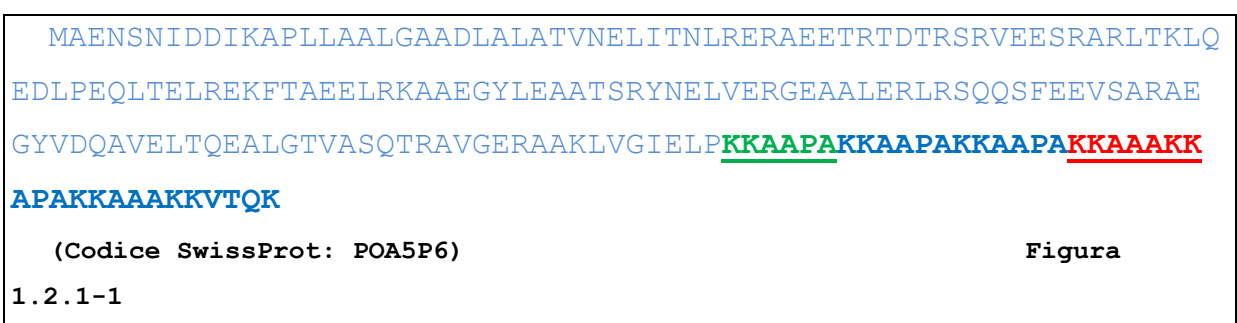 MAENSNIDDIKAPLLAALGAADLALATVNELITNLRERAEETRTDTRSRVEESRARLTKLQ
EDLPEQLTELREKFTAEELRKAAEGYLEAATSRYNELVERGEAALERLRSQQSFEEVSARAE
GYVDQAVELTQEALGTVASQTRAVGERAAKLVGIELPKKAAPAKKAAPAKKAAPAKKAAAKK
APAKKAAAKKVTQK
(Codice SwissProt: POA5P6) Figura
1.2.1-1